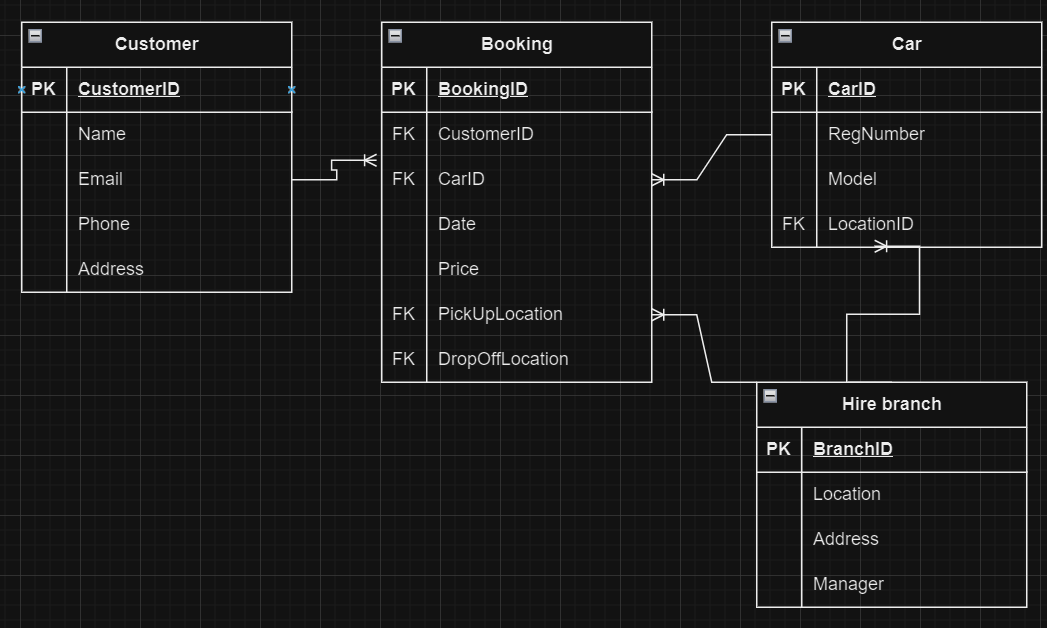 Customer
PK CustomerID
Name
Email
Phone
Address
Booking
PK BookingID
FK CustomerID
FK CarID
Date
Price
FK PickUpLocation
FK DropOffLocation
Car
PK CarID
RegNumber
Model
FK LocationID
Hire branch
PK BranchID
Location
Address
Manager